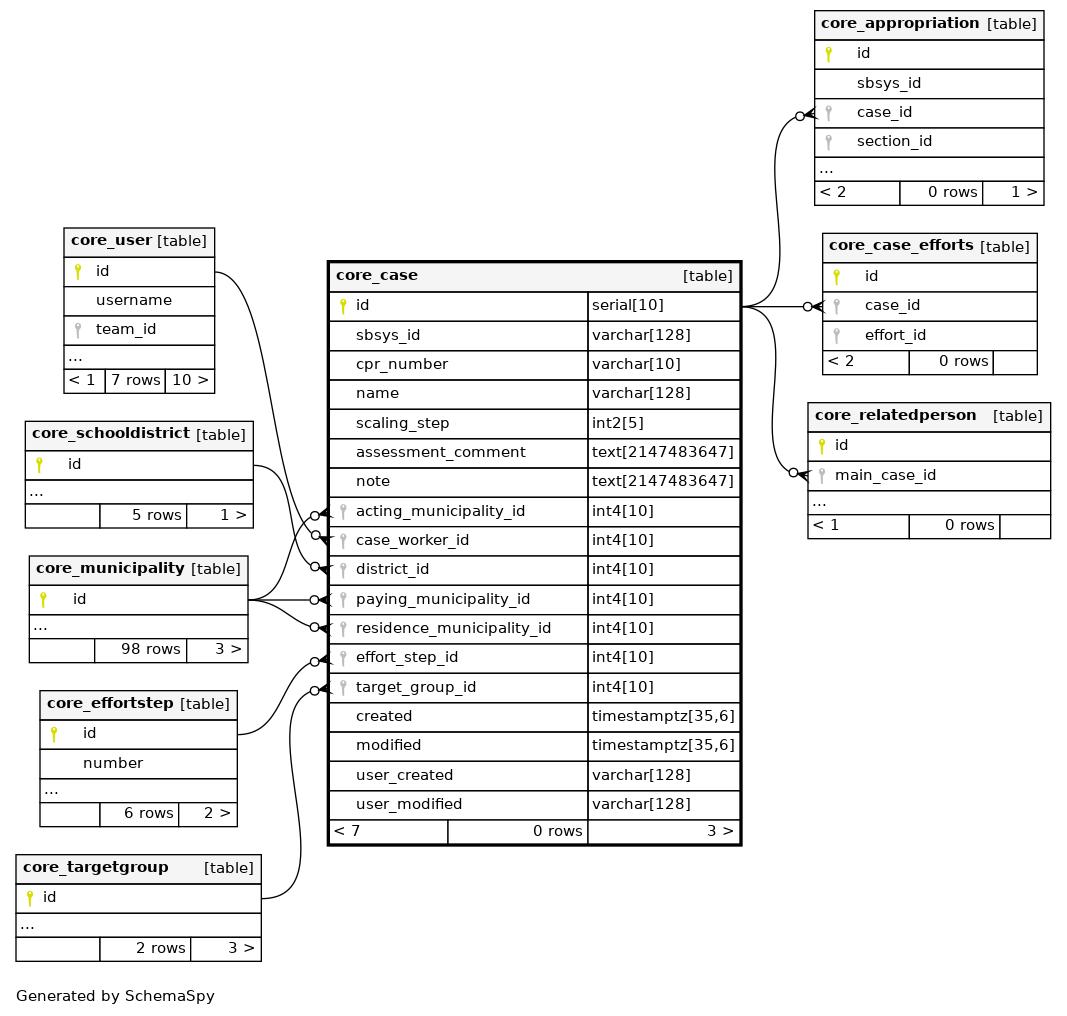 core_appropriation [table]
id
sbsys_id
case_id
section_id
...
< 2 0 rows 1 >
core_user [table]
id
username
team_id
...
< 1 7 rows 10 >
core_case_efforts [table]
id
case_id
effort_id
< 2 0 rows
core_schooldistrict [table]
id
...
5 rows 1 >
core_relatedperson [table]
id
main_case_id
...
< 1 0 rows
core_municipality [table]
id
...
98 rows 3 >
core_effortstep [table]
id
number
...
6 rows 2 >
core_targetgroup [table]
id
...
2 rows 3 >
core_case [table]
id serial[10]
sbsys_id varchar[128]
cpr_number varchar[10]
name varchar[128]
scaling_step int2[5]
assessment_comment text[2147483647]
note text[2147483647]
acting_municipality_id int4[10]
case_worker_id int4[10]
district_id int4[10]
paying_municipality_id int4[10]
residence_municipality_id int4[10]
effort_step_id int4[10]
target_group_id int4[10]
created timestamptz[35,6]
modified timestamptz[35,6]
user_created varchar[128]
user_modified varchar[128]
< 7 0 rows 3 >
Generated by SchemaSpy